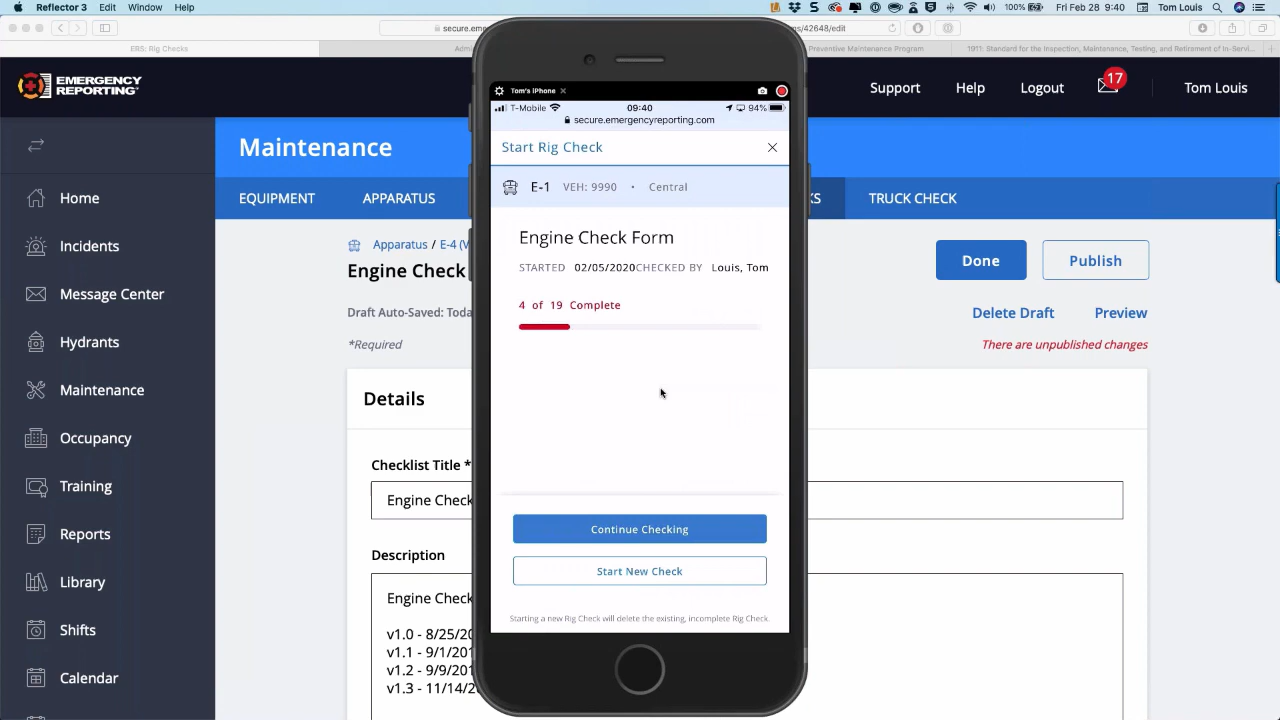 Reflector 3 Edit Window Help
100% Fri Feb 28 9:40 Tom Louis
secure.em
ions/42648/edit
ERS: Rig Checks
Admi
Preventive Maintenance Program
1911: Standard for the Inspection, Maintenance, Testing, and Retirement of In-Servi...
EMERGENCY
REPORTING
Support
Help
Logout
17
Tom Louis
Home
Incidents
Message Center
Hydrants
Maintenance
Occupancy
Training
Reports
Library
Shifts
Calendar
Maintenance
EQUIPMENT
APPARATUS
KS
TRUCK CHECK
Apparatus / E-4 (V
Engine Check
Done
Publish
Draft Auto-Saved: Toda
Delete Draft
Preview
*Required
There are unpublished changes
Details
Checklist Title *
Engine Check
Description
Engine Check
v1.0 - 8/25/20
v1.1 - 9/1/201
v1.2 - 9/9/201
v1.3 - 11/14/2
Tom's iPhone
T-Mobile 09:40 94%
secure.emergencyreporting.com
Start Rig Check
E-1 VEH: 9990 • Central
Engine Check Form
STARTED 02/05/2020CHECKED BY Louis, Tom
4 of 19 Complete
Continue Checking
Start New Check
Starting a new Rig Check will delete the existing, incomplete Rig Check.